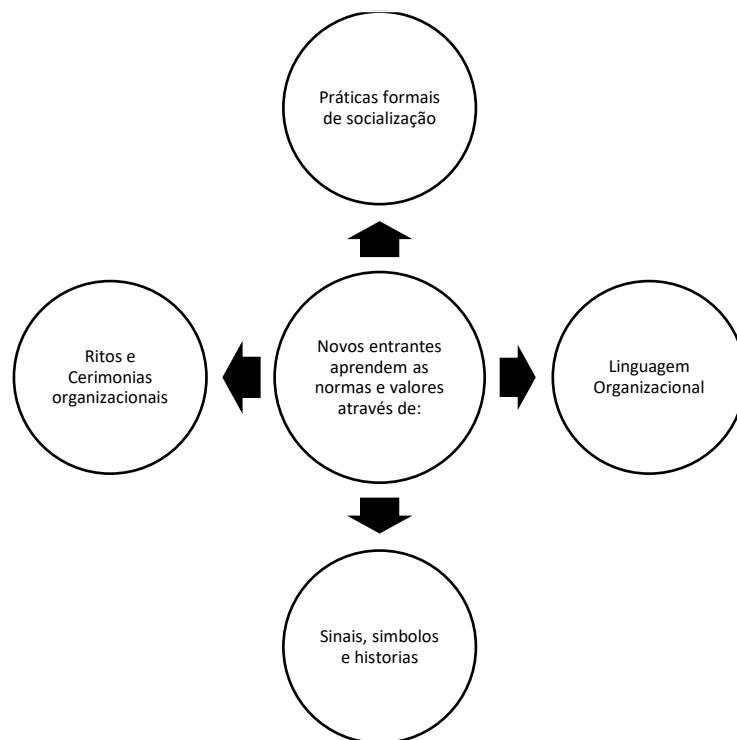 Práticas formais
de socialização
Ritos e
Cerimonias
organizacionais
Novos entrantes
aprendem as
normas e valores
através de:
Linguagem
Organizacional
Sinais, simbolos
e historias